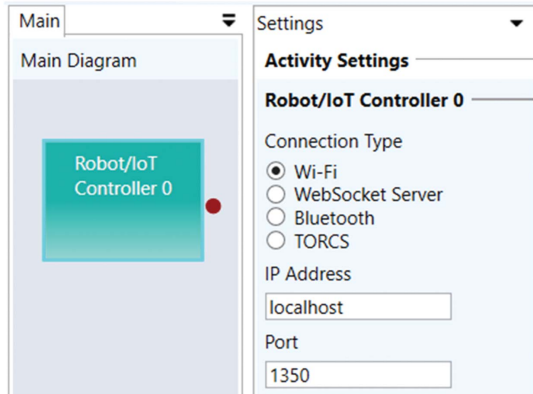 Main
Main Diagram
Robot/IoT
Controller 0
Settings
Activity Settings
Robot/IoT Controller 0
Connection Type
Wi-Fi
WebSocket Server
Bluetooth
TORCS
IP Address
localhost
Port
1350